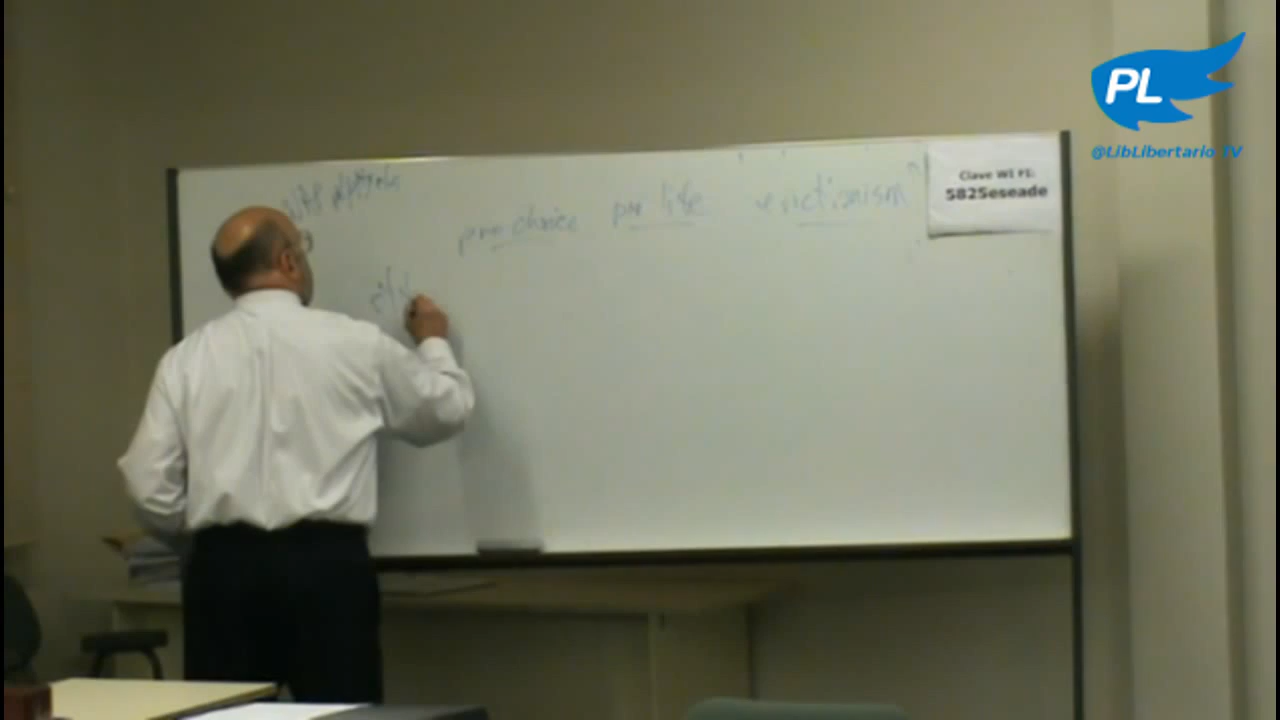 PL
@LibLibertario TV
Clave WI FI:
5825eseade
pro choice pro life evictionism